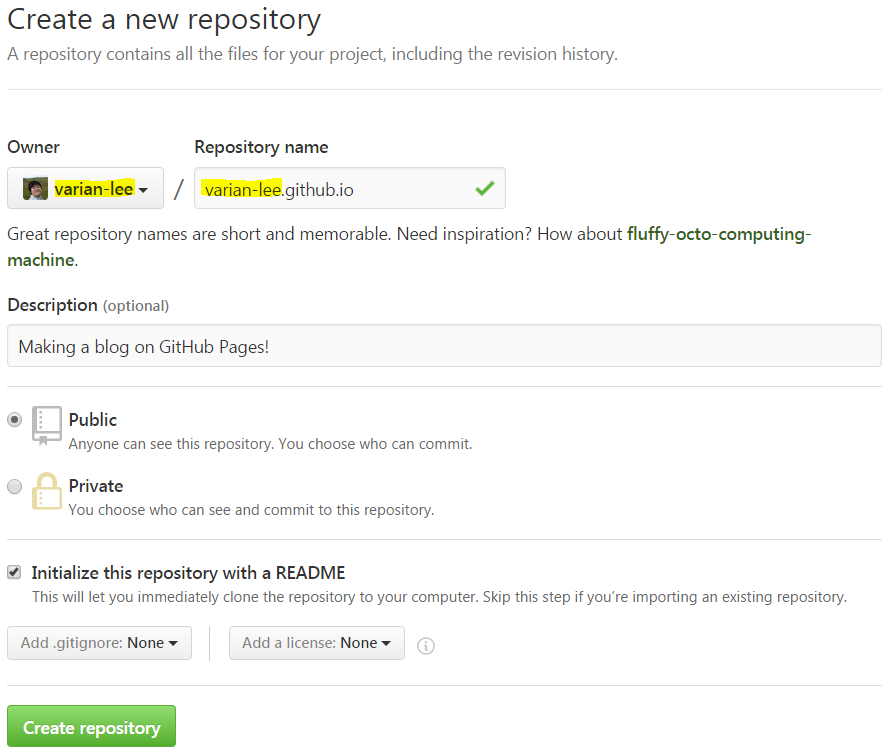 Create a new repository
A repository contains all the files for your project, including the revision history.
Owner
Repository name
varian-lee
/
varian-lee.github.io
Great repository names are short and memorable. Need inspiration? How about fluffy-octo-computing-
machine.
Description (optional)
Making a blog on GitHub Pages!
Public
Anyone can see this repository. You choose who can commit.
Private
You choose who can see and commit to this repository.
Initialize this repository with a README
This will let you immediately clone the repository to your computer. Skip this step if you’re importing an existing repository.
Add .gitignore: None
Add a license: None
Create repository